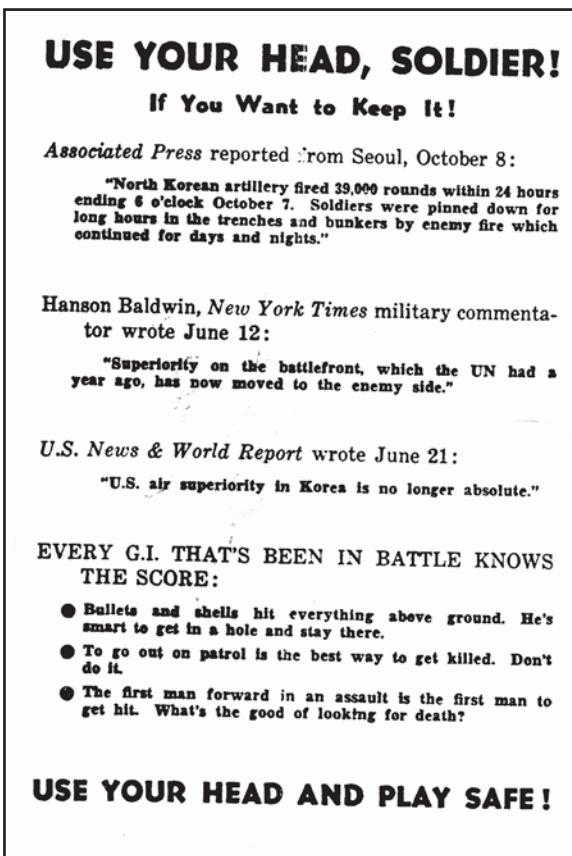 USE YOUR HEAD, SOLDIER!
If You Want to Keep It!
Associated Press reported from Seoul, October 8:
"North Korean artillery fired 39,000 rounds within 24 hours
ending 6 o'clock October 7. Soldiers were pinned down for
long hours in the trenches and bunkers by enemy fire which
continued for days and nights."
Hanson Baldwin, New York Times military commenta-
tor wrote June 12:
"Superiority on the battlefront, which the UN had a
year ago, has now moved to the enemy side."
U.S. News & World Report wrote June 21:
"U.S. air superiority in Korea is no longer absolute."
EVERY G.I. THAT'S BEEN IN BATTLE KNOWS
THE SCORE:
● Bullets and shells hit everything above ground. He's
smart to get in a hole and stay there.
● To go out on patrol is the best way to get killed. Don't
do it.
● The first man forward in an assault is the first man to
get hit. What's the good of looking for death?
USE YOUR HEAD AND PLAY SAFE!